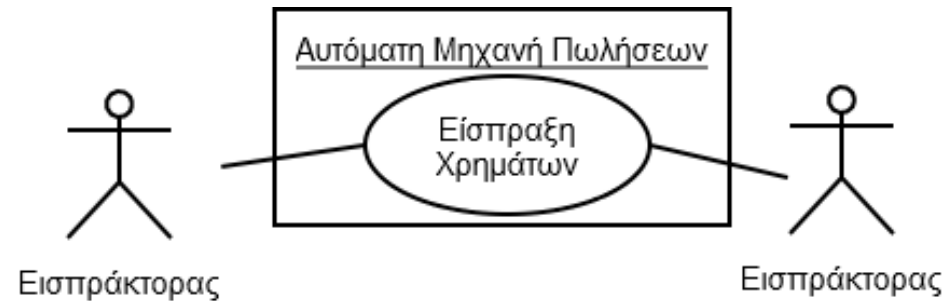 Αυτόματη Μηχανή Πωλήσεων
Είσπραξη
Χρημάτων
Εισπράκτορας
Εισπράκτορας